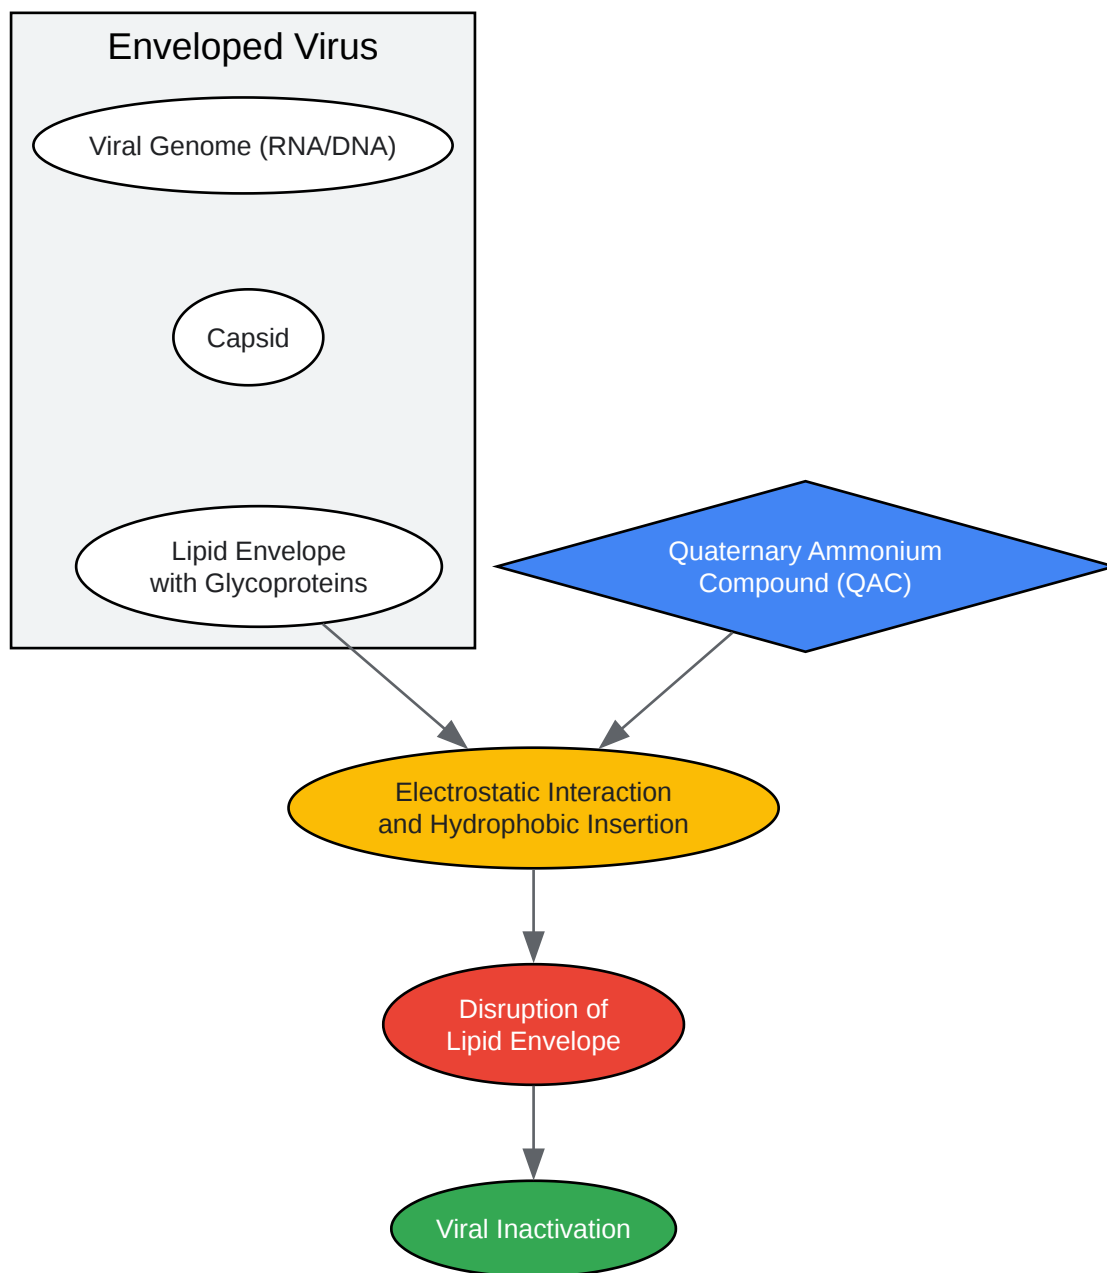 Enveloped Virus
Viral Genome (RNA/DNA)
Capsid
Lipid Envelope
with Glycoproteins
Quaternary Ammonium
Compound (QAC)
Electrostatic Interaction
and Hydrophobic Insertion
Disruption of
Lipid Envelope
Viral Inactivation